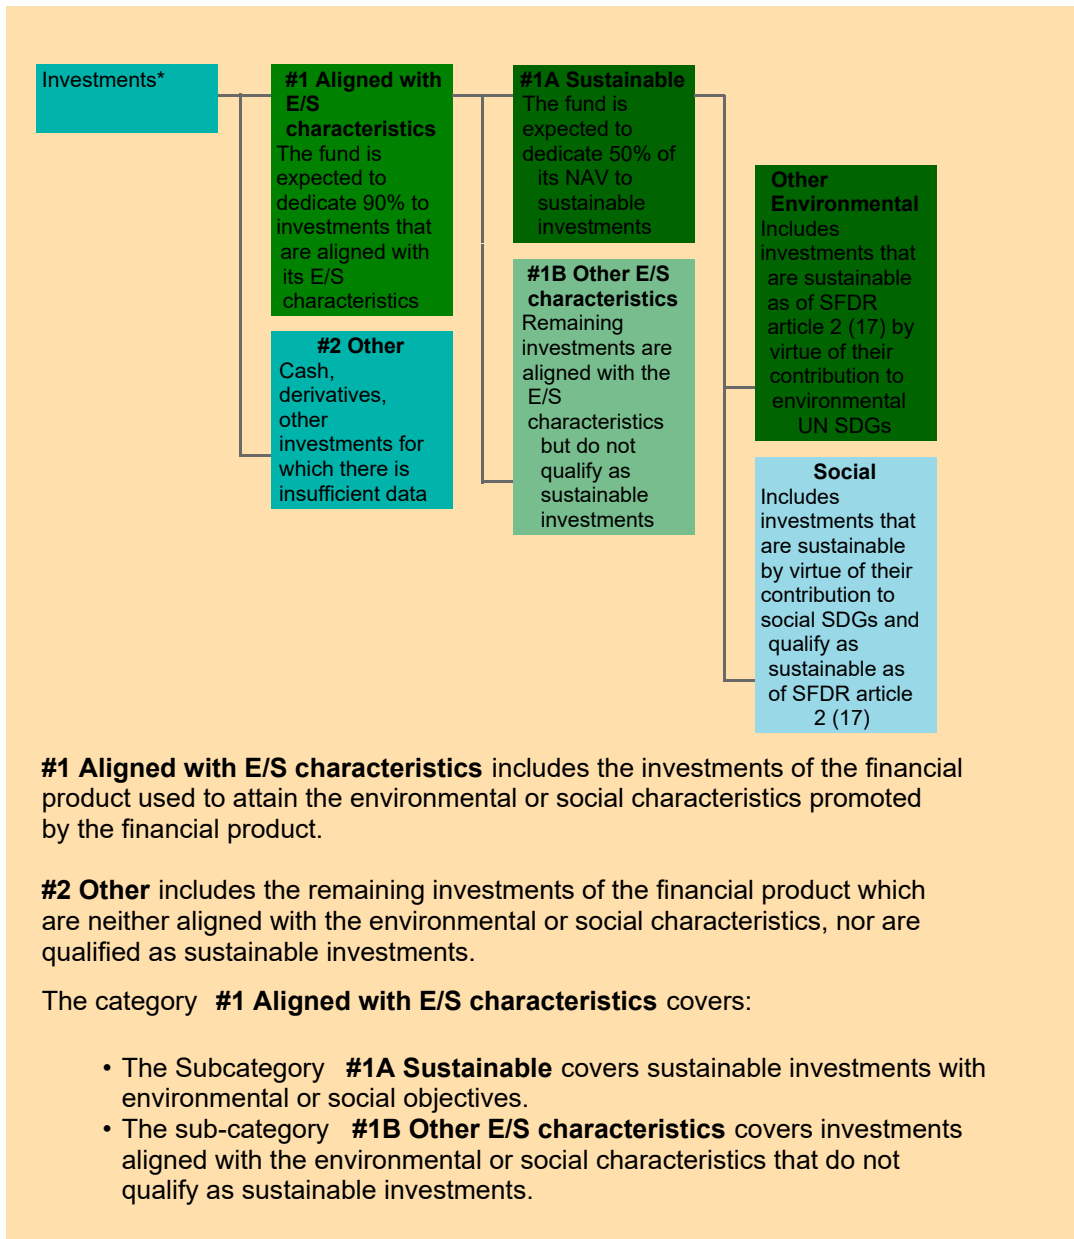 Investments*
#1 Aligned with
E/S
characteristics
The fund is
expected to
dedicate 90% to
investments that
are aligned with
its E/S
characteristics
#2 Other
Cash,
derivatives,
other
investments for
which there is
insufficient data
#1A Sustainable
The fund is
expected to
dedicate 50% of
its NAV to
sustainable
investments
#1B Other E/S
characteristics
Remaining
investments are
aligned with the
E/S
characteristics
but do not
qualify as
sustainable
investments
Other
Environmental
Includes
investments that
are sustainable
as of SFDR
article 2 (17) by
virtue of their
contribution to
environmental
UN SDGs
Social
Includes
investments that
are sustainable
by virtue of their
contribution to
social SDGs and
qualify as
sustainable as
of SFDR article
2 (17)
#1 Aligned with E/S characteristics includes the investments of the financial
product used to attain the environmental or social characteristics promoted
by the financial product.
#2 Other includes the remaining investments of the financial product which
are neither aligned with the environmental or social characteristics, nor are
qualified as sustainable investments.
The category #1 Aligned with E/S characteristics covers:
• The Subcategory #1A Sustainable covers sustainable investments with
environmental or social objectives.
• The sub-category #1B Other E/S characteristics covers investments
aligned with the environmental or social characteristics that do not
qualify as sustainable investments.